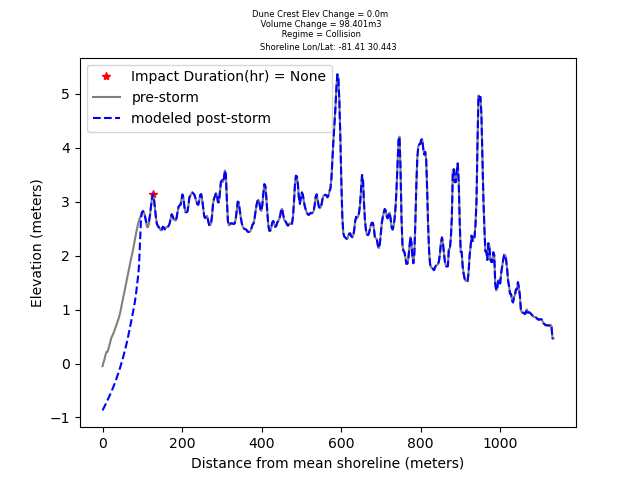 Dune Crest Elev Change = 0.0m
Volume Change = 98.401m3
Regime = Collision
Shoreline Lon/Lat: -81.41 30.443
Impact Duration(hr) = None
pre-storm
modeled post-storm
Elevation (meters)
5
4
3
2
1
0
−1
0 200 400 600 800 1000
Distance from mean shoreline (meters)